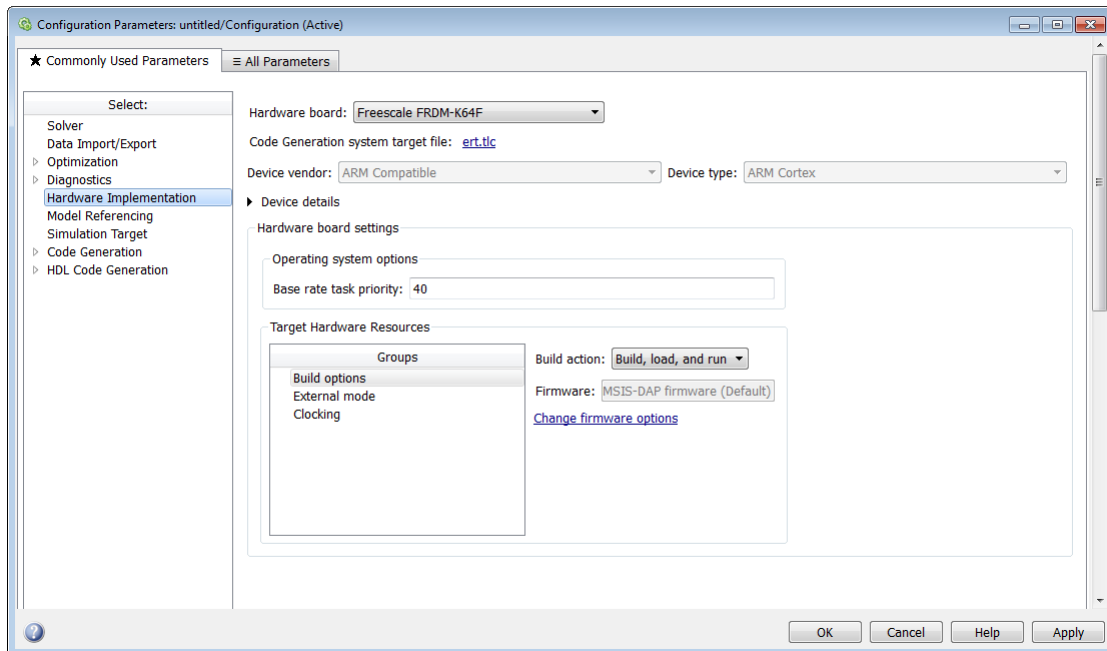 Configuration Parameters: untitled/Configuration (Active)
★ Commonly Used Parameters
≡ All Parameters
Select:
Solver
Data Import/Export
Optimization
Diagnostics
Hardware Implementation
Model Referencing
Simulation Target
Code Generation
HDL Code Generation
Hardware board: Freescale FRDM-K64F
Code Generation system target file: ert.tlc
Device vendor: ARM Compatible Device type: ARM Cortex
Device details
Hardware board settings
Operating system options
Base rate task priority: 40
Target Hardware Resources
Groups
Build options
External mode
Clocking
Build action: Build, load, and run
Firmware: MSIS-DAP firmware (Default)
Change firmware options
OK Cancel Help Apply